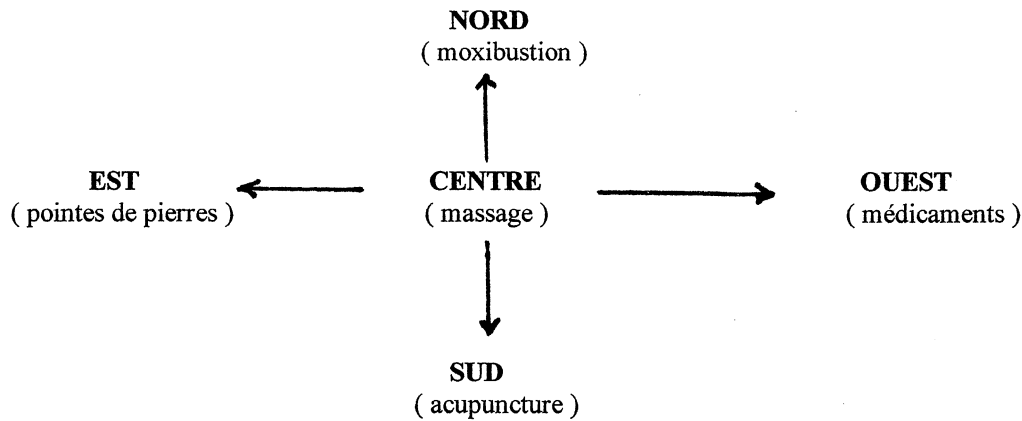 NORD
( moxibustion )
EST
( pointes de pierres )
CENTRE
( massage )
OUEST
( médicaments )
SUD
( acupuncture )